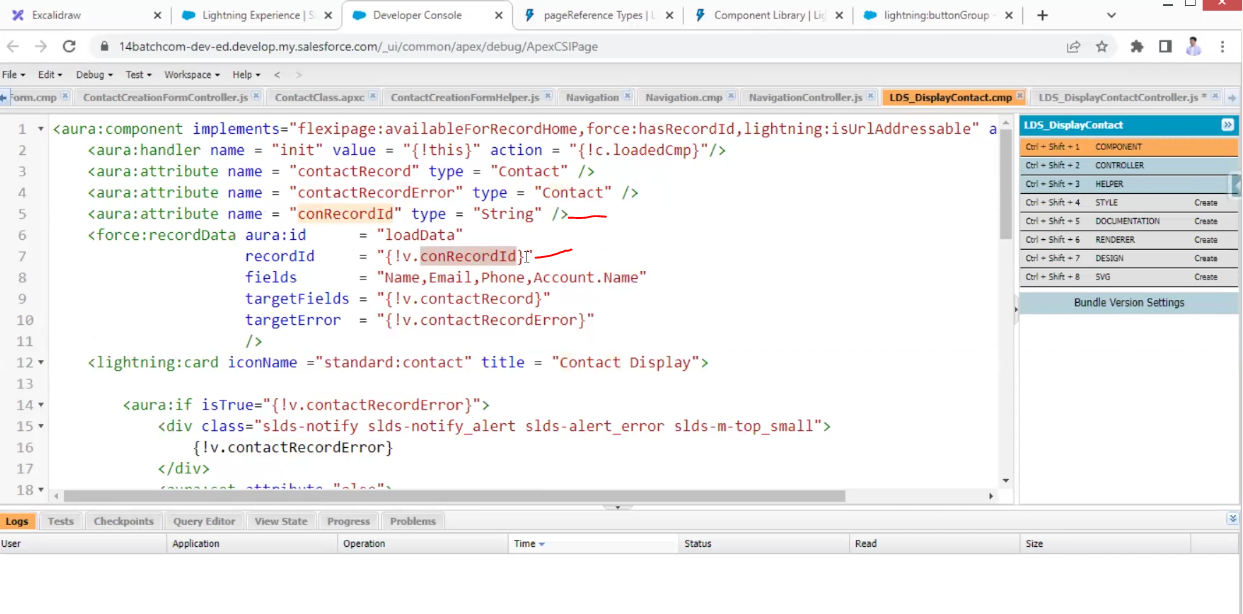 Excalidraw
Lightning Experience | S
Developer Console
pageReference Types | L
Component Library | Lig
lightning:buttonGroup -
14batchcom-dev-ed.develop.my.salesforce.com/_ui/common/apex/debug/ApexCSIPage
File Edit Debug Test Workspace Help < >
Form.cmp
ContactCreationFormController.js
ContactClass.apxc
ContactCreationFormHelper.js
Navigation
Navigation.cmp
NavigationController.js
LDS_DisplayContact.cmp
LDS_DisplayContactController.js *
1 <aura:component implements="flexipage:availableForRecordHome,force:hasRecordId,lightning:isUrlAddressable" a
2 <aura:handler name = "init" value = "{!this}" action = "{!c.loadedCmp}"/>
3 <aura:attribute name = "contactRecord" type = "Contact" />
4 <aura:attribute name = "contactRecordError" type = "Contact" />
5 <aura:attribute name = "conRecordId" type = "String" />
6 <force:recordData aura:id = "loadData"
7 recordId = "{!v.conRecordId}"
8 fields = "Name,Email,Phone,Account.Name"
9 targetFields = "{!v.contactRecord}"
10 targetError = "{!v.contactRecordError}"
11 />
12 <lightning:card iconName ="standard:contact" title = "Contact Display">
13
14 <aura:if isTrue="{!v.contactRecordError}">
15 <div class="slds-notify slds-notify_alert slds-alert_error slds-m-top_small">
16 {!v.contactRecordError}
17 </div>
18 <aura:set attribute="else">
LDS_DisplayContact
Ctrl + Shift + 1 COMPONENT
Ctrl + Shift + 2 CONTROLLER
Ctrl + Shift + 3 HELPER
Ctrl + Shift + 4 STYLE Create
Ctrl + Shift + 5 DOCUMENTATION Create
Ctrl + Shift + 6 RENDERER Create
Ctrl + Shift + 7 DESIGN Create
Ctrl + Shift + 8 SVG Create
Bundle Version Settings
Logs Tests Checkpoints Query Editor View State Progress Problems
User Application Operation Time Status Read Size